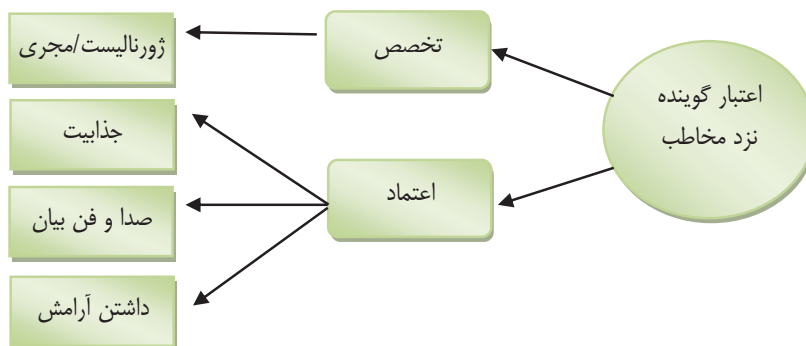 اعتبار گوینده
نزد مخاطب
تخصص
ژورنالیست/مجری
اعتماد
جذابیت
صدا و فن بیان
داشتن آرامش